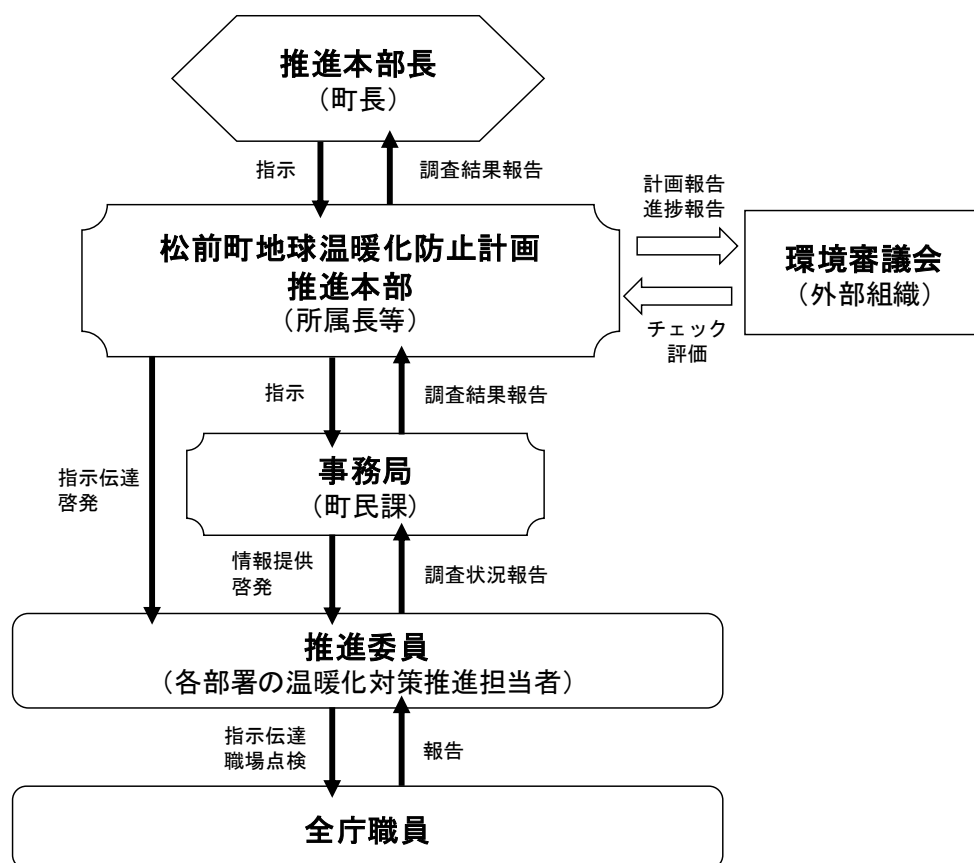 推進本部長
（町長）
指示
調査結果報告
松前町地球温暖化防止計画
推進本部
（所属長等）
計画報告
進捗報告
環境審議会
（外部組織）
チェック
評価
指示
調査結果報告
指示伝達
啓発
事務局
（町民課）
情報提供
啓発
調査状況報告
推進委員
（各部署の温暖化対策推進担当者）
指示伝達
職場点検
報告
全庁職員